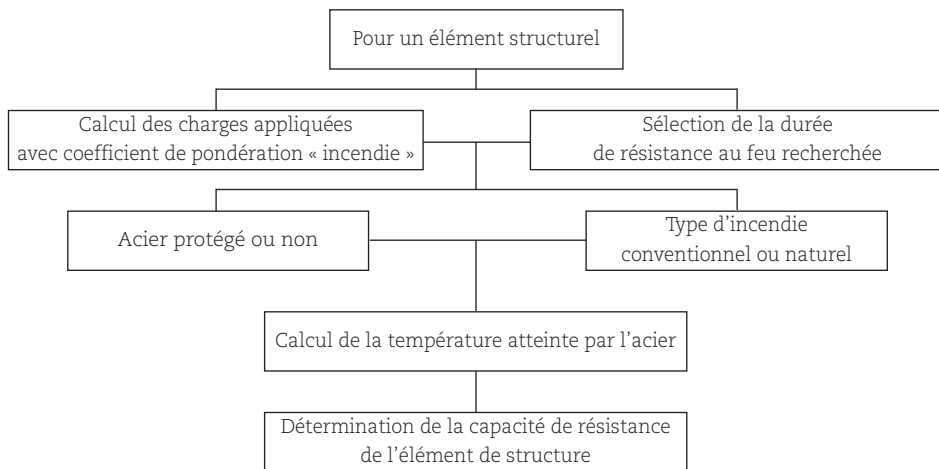 Pour un élément structurel
Calcul des charges appliquées
avec coefficient de pondération « incendie »
Sélection de la durée
de résistance au feu recherchée
Acier protégé ou non
Type d’incendie
conventionnel ou naturel
Calcul de la température atteinte par l’acier
Détermination de la capacité de résistance
de l’élément de structure